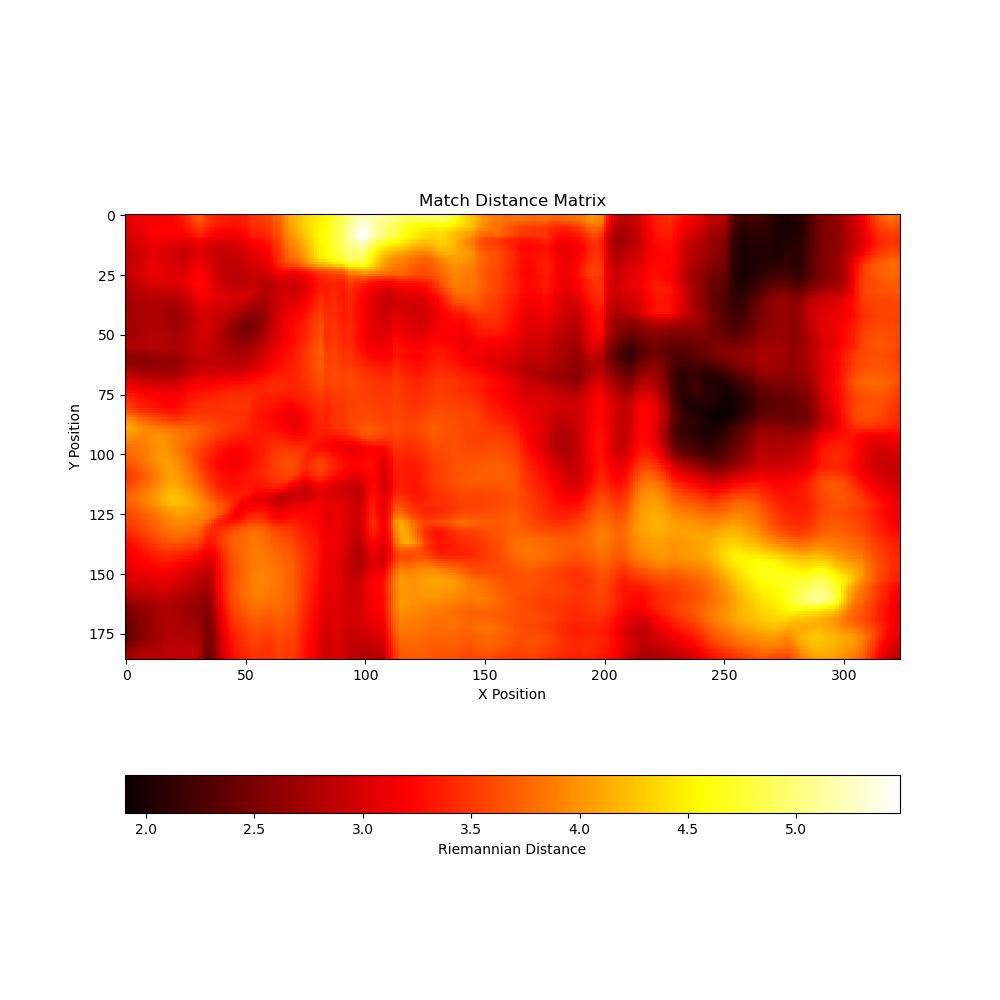 Match Distance Matrix
0
25
50
75
100
125
150
175
Y Position
0 50 100 150 200 250 300
X Position
2.0 2.5 3.0 3.5 4.0 4.5 5.0
Riemannian Distance